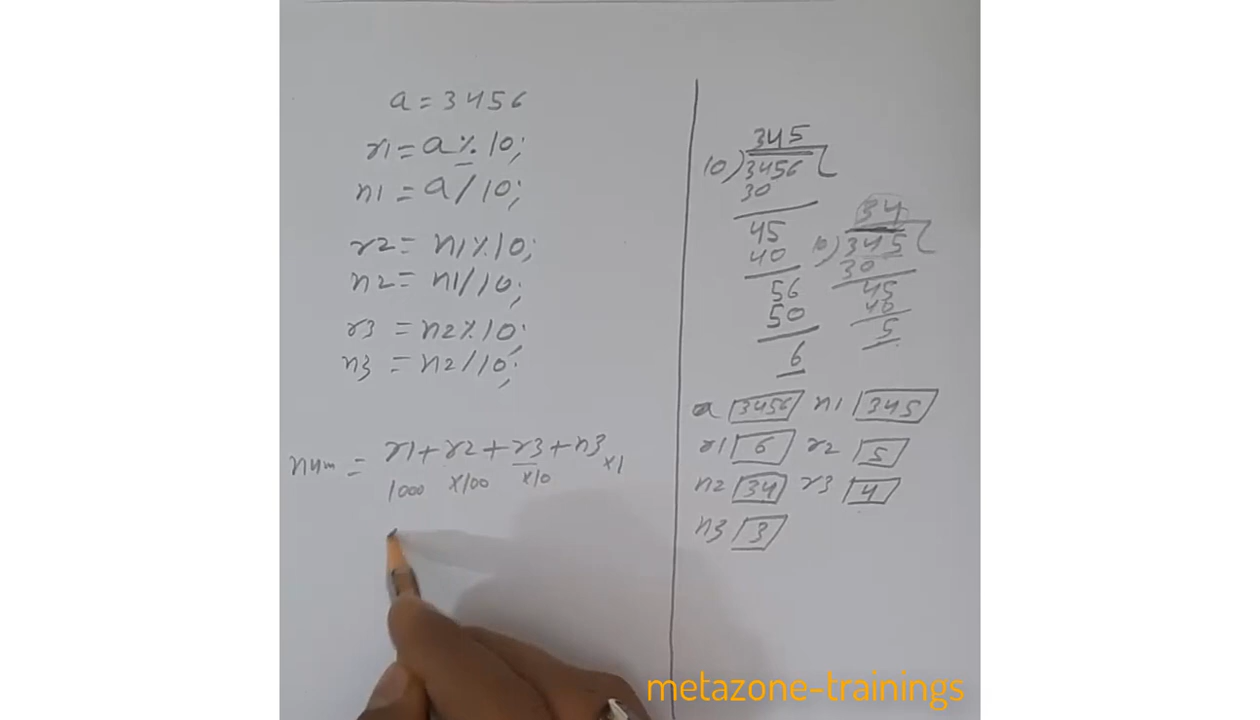 a = 3456
r1 = a % 10;
n1 = a / 10;
r2 = n1 % 10;
n2 = n1 / 10;
r3 = n2 % 10;
n3 = n2 / 10;
num = r1 + r2 + r3 + n3 x1
1000 x100 x10
345
10) 3456 (
30
45
40
56
50
6
34
10) 345 (
30
45
40
5
a 3456 n1 345
r1 6 r2 5
n2 34 r3 4
n3 3
metazone-trainings